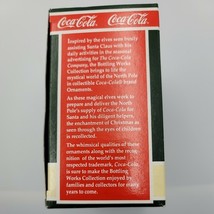 Coca-Cola Coca-Cola
Inspired by the elves seen busily
assisting Santa Claus with his
daily activities in the seasonal
advertising for The Coca-Cola
Company, the Bottling Works
Collection brings to life the
mystical world of the North Pole
in collectible Coca-Cola® brand
Ornaments.
As these magical elves work to
prepare and deliver the North
Pole's supply of Coca-Cola for
Santa and his diligent helpers,
the enchantment of Christmas as
seen through the eyes of children
is recollected.
The whimsical qualities of these
ornaments along with the recog-
nition of the world's most
respected trademark, Coca-Cola,
is sure to make the Bottling
Works Collection enjoyed by
families and collectors for many
years to come.